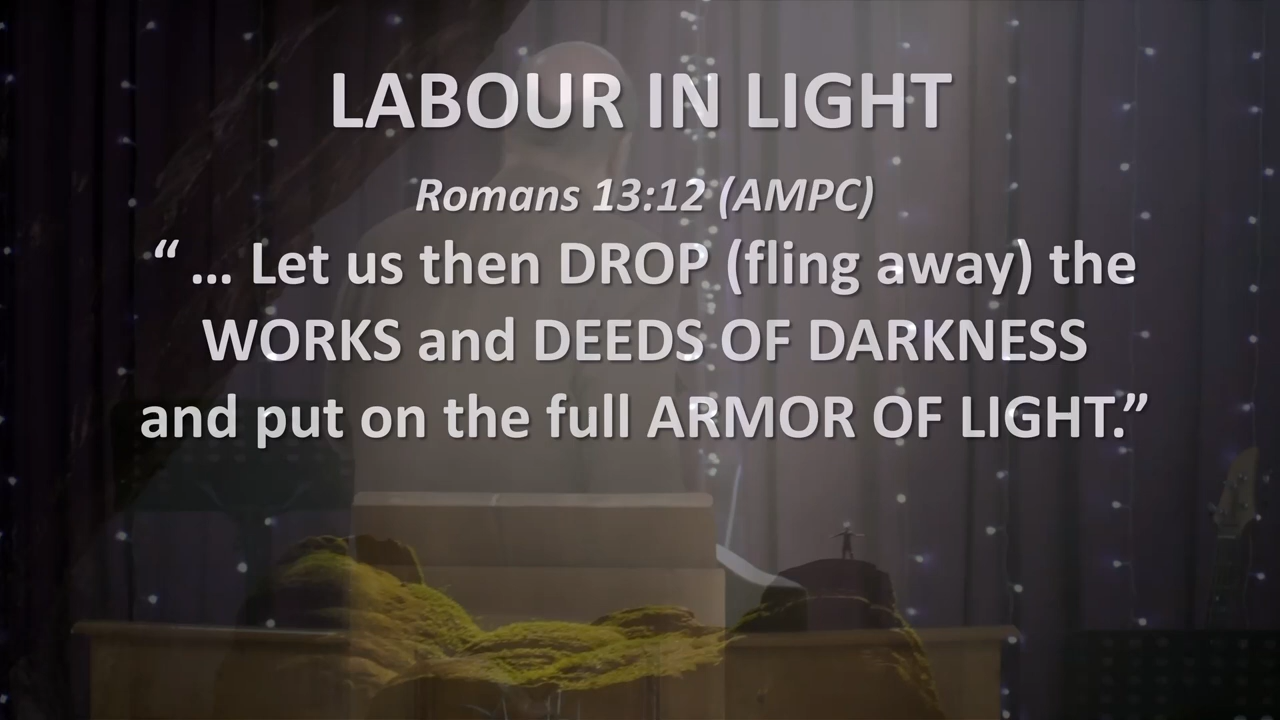 LABOUR IN LIGHT
Romans 13:12 (AMPC)
“ ... Let us then DROP (fling away) the
WORKS and DEEDS OF DARKNESS
and put on the full ARMOR OF LIGHT.”